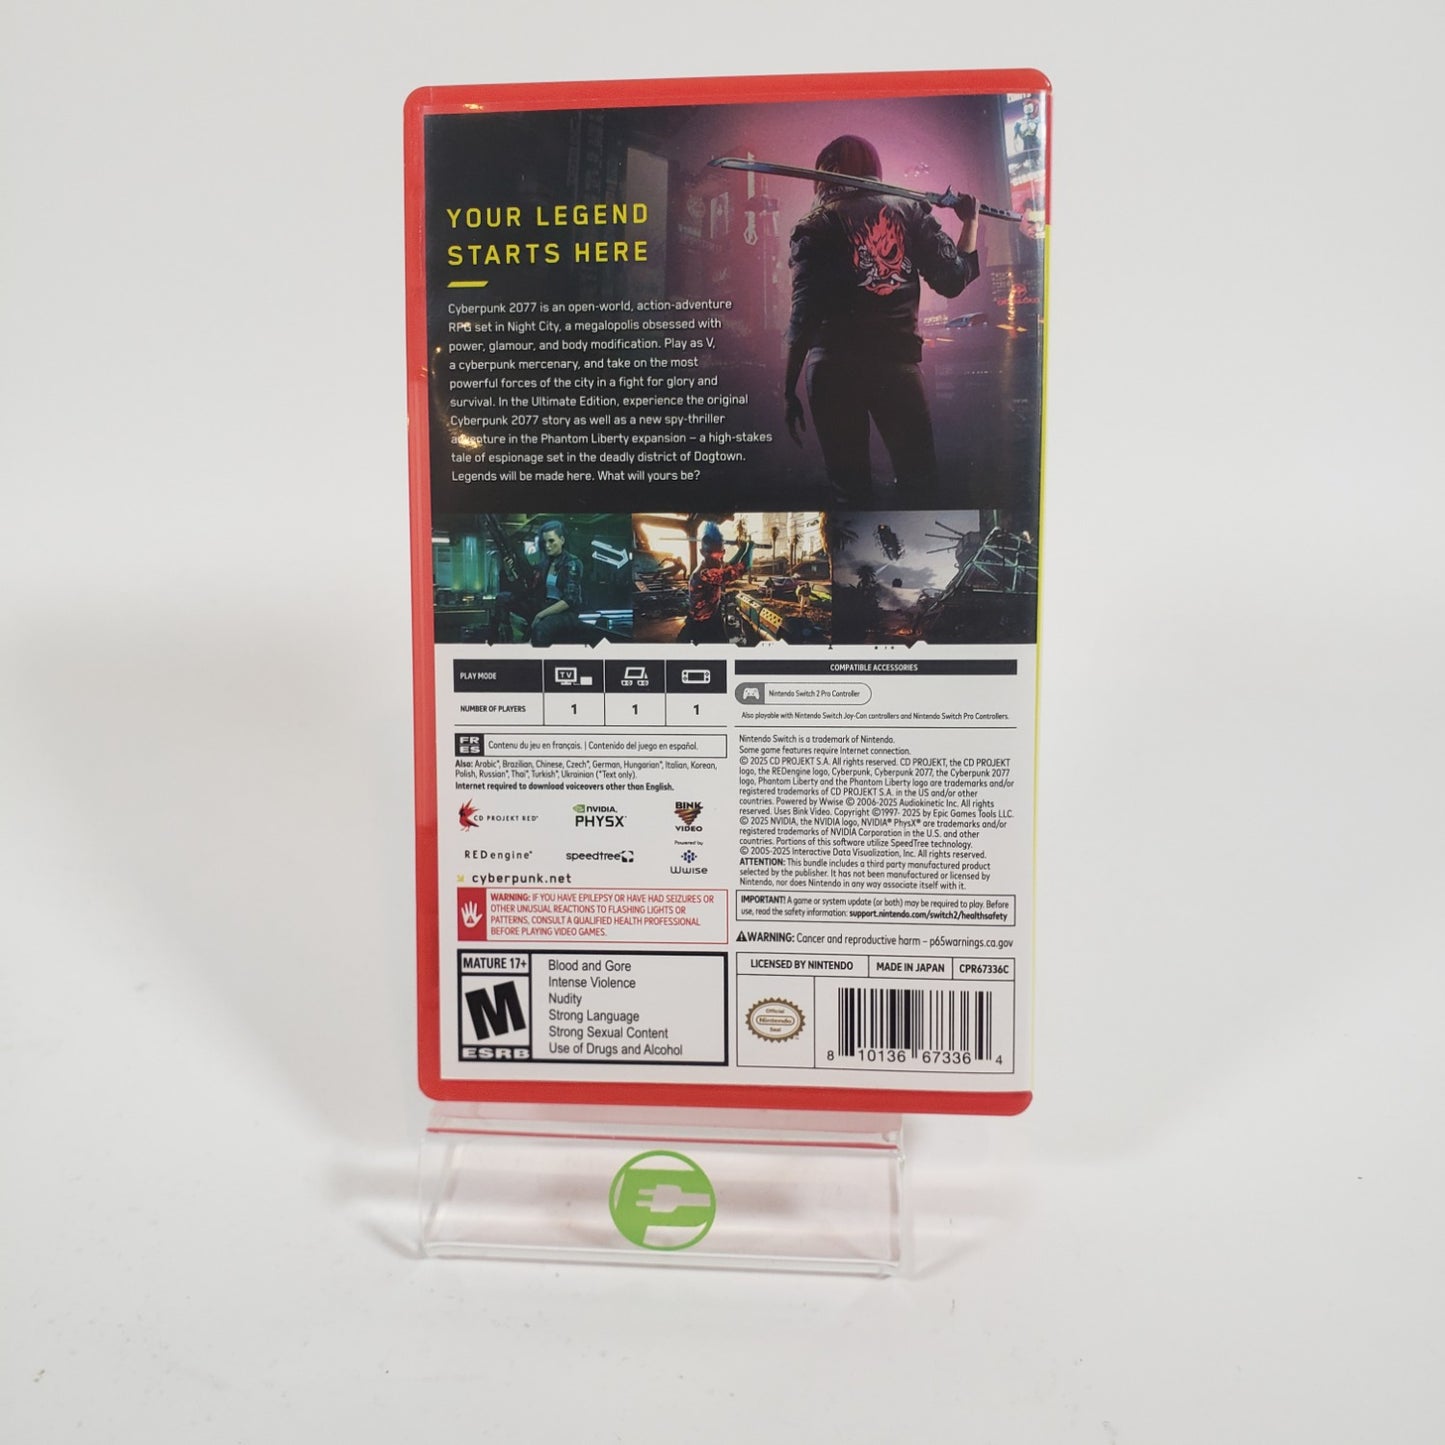 YOUR LEGEND
STARTS HERE
Cyberpunk 2077 is an open-world, action-adventure
RPG set in Night City, a megalopolis obsessed with
power, glamour, and body modification. Play as V,
a cyberpunk mercenary, and take on the most
powerful forces of the city in a fight for glory and
survival. In the Ultimate Edition, experience the original
Cyberpunk 2077 story as well as a new spy-thriller
adventure in the Phantom Liberty expansion – a high-stakes
tale of espionage set in the deadly district of Dogtown.
Legends will be made here. What will yours be?
PLAY MODE
TV
NUMBER OF PLAYERS 1 1 1
FR
ES
Contenu du jeu en français. | Contenido del juego en español.
Also: Arabic*, Brazilian, Chinese, Czech*, German, Hungarian*, Italian, Korean,
Polish, Russian*, Thai*, Turkish*, Ukrainian (*Text only).
Internet required to download voiceovers other than English.
CD PROJEKT RED®
NVIDIA.
PHYSX
BINK
VIDEO
REDengine®
speedtree
Powered by
Wwise
cyberpunk.net
WARNING: IF YOU HAVE EPILEPSY OR HAVE HAD SEIZURES OR
OTHER UNUSUAL REACTIONS TO FLASHING LIGHTS OR
PATTERNS, CONSULT A QUALIFIED HEALTH PROFESSIONAL
BEFORE PLAYING VIDEO GAMES.
MATURE 17+
M
ESRB
Blood and Gore
Intense Violence
Nudity
Strong Language
Strong Sexual Content
Use of Drugs and Alcohol
COMPATIBLE ACCESSORIES
Nintendo Switch 2 Pro Controller
Also playable with Nintendo Switch Joy-Con controllers and Nintendo Switch Pro Controllers.
Nintendo Switch is a trademark of Nintendo.
Some game features require Internet connection.
© 2025 CD PROJEKT S.A. All rights reserved. CD PROJEKT, the CD PROJEKT
logo, the REDengine logo, Cyberpunk, Cyberpunk 2077, the Cyberpunk 2077
logo, Phantom Liberty and the Phantom Liberty logo are trademarks and/or
registered trademarks of CD PROJEKT S.A. in the US and/or other
countries. Powered by Wwise © 2006-2025 Audiokinetic Inc. All rights
reserved. Uses Bink Video. Copyright ©1997- 2025 by Epic Games Tools LLC.
© 2025 NVIDIA, the NVIDIA logo, NVIDIA® PhysX® are trademarks and/or
registered trademarks of NVIDIA Corporation in the U.S. and other
countries. Portions of this software utilize SpeedTree technology.
© 2005-2025 Interactive Data Visualization, Inc. All rights reserved.
ATTENTION: This bundle includes a third party manufactured product
selected by the publisher. It has not been manufactured or licensed by
Nintendo, nor does Nintendo in any way associate itself with it.
IMPORTANT! A game or system update (or both) may be required to play. Before
use, read the safety information: support.nintendo.com/switch2/healthsafety
WARNING: Cancer and reproductive harm – p65warnings.ca.gov
LICENSED BY NINTENDO
MADE IN JAPAN
CPR67336C
Official
Nintendo
Seal
8 10136 67336 4